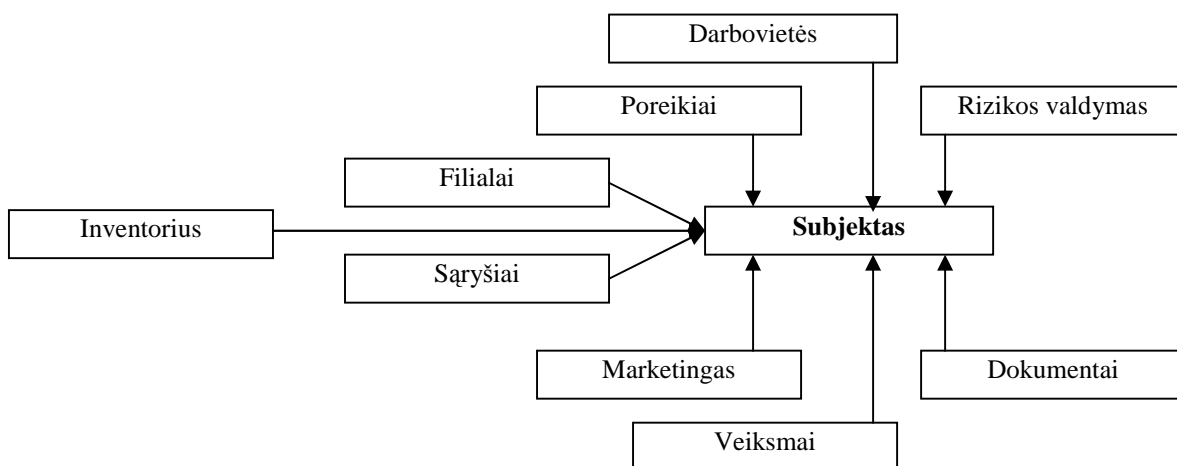 Darbovietės
Poreikiai
Rizikos valdymas
Filialai
Inventorius
Subjektas
Sąryšiai
Marketingas
Dokumentai
Veiksmai